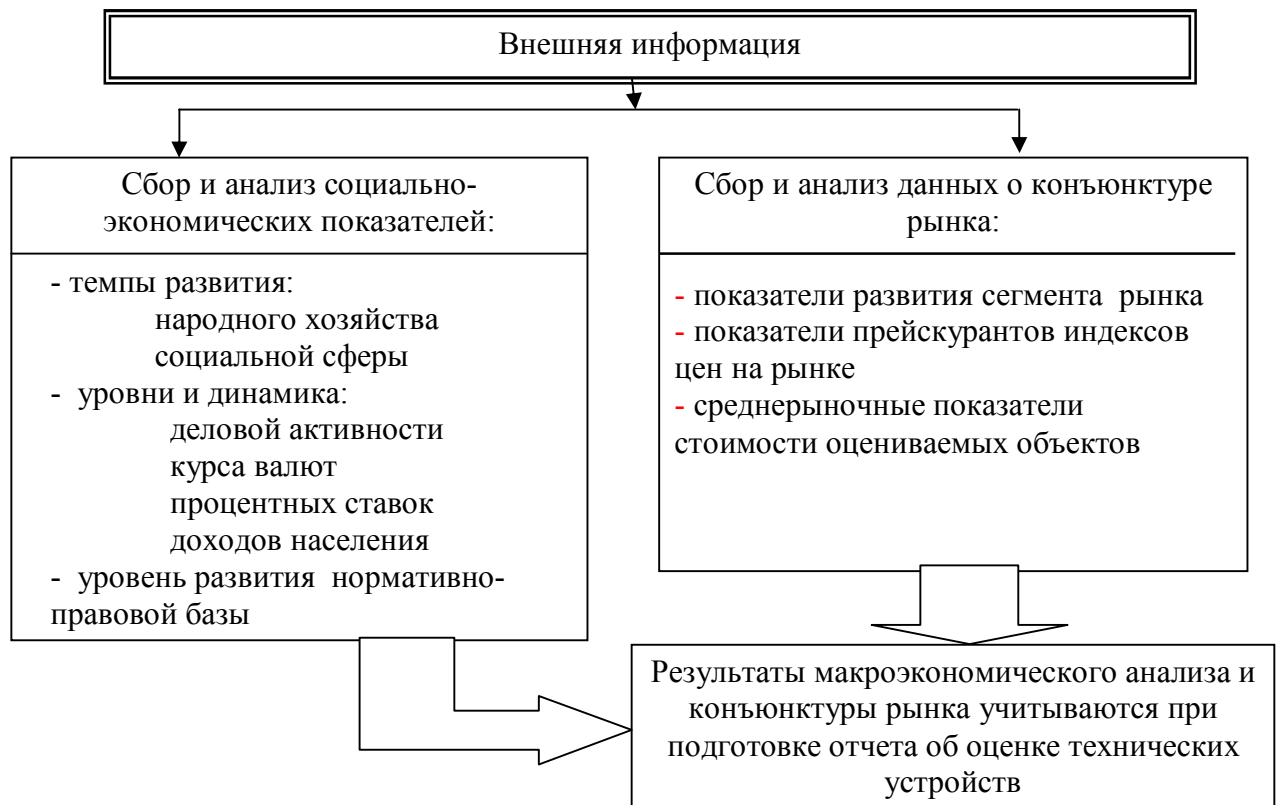 Внешняя информация
Сбор и анализ социально-
экономических показателей:
- темпы развития:
народного хозяйства
социальной сферы
- уровни и динамика:
деловой активности
курса валют
процентных ставок
доходов населения
- уровень развития нормативно-
правовой базы
Сбор и анализ данных о конъюнктуре
рынка:
- показатели развития сегмента рынка
- показатели прейскурантов индексов
цен на рынке
- среднерыночные показатели
стоимости оцениваемых объектов
Результаты макроэкономического анализа и
конъюнктуры рынка учитываются при
подготовке отчета об оценке технических
устройств